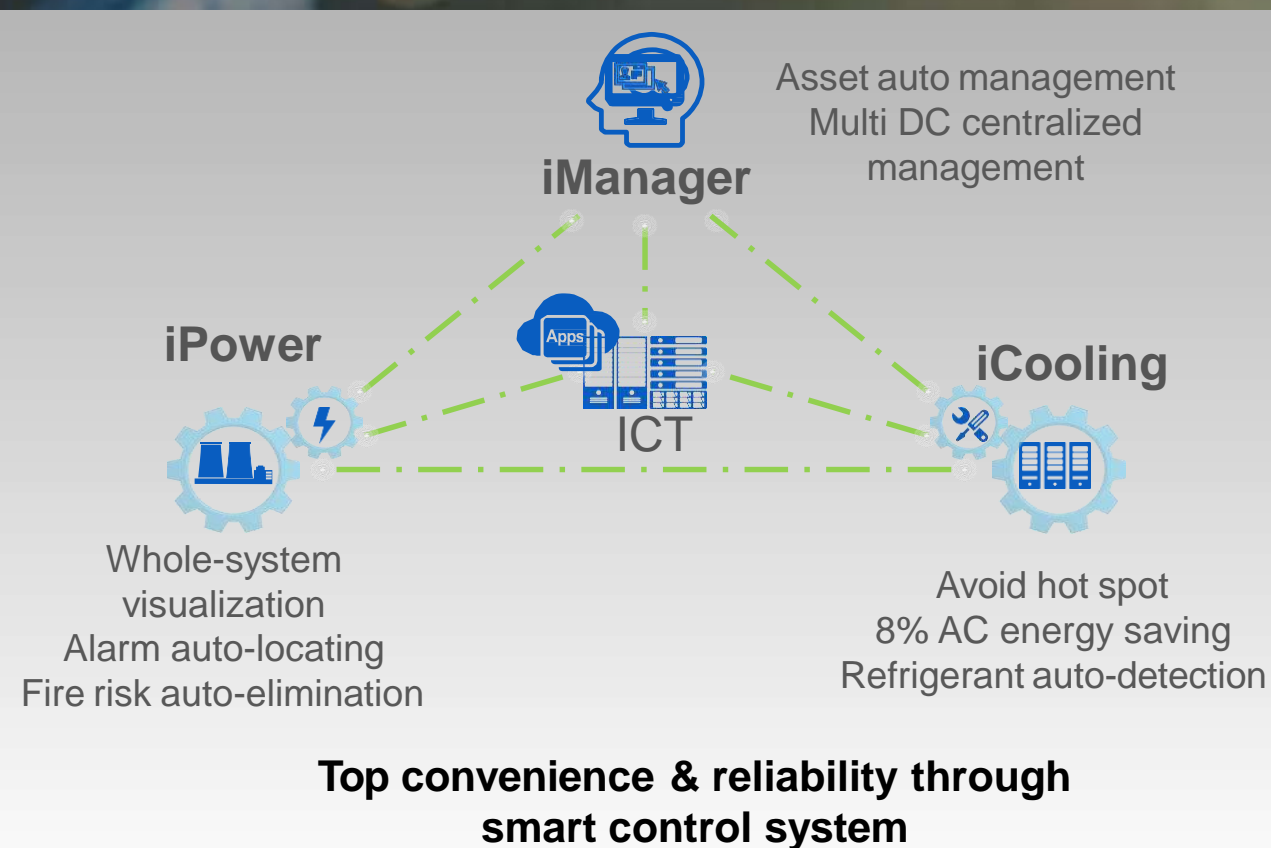 Asset auto management
Multi DC centralized
management
iManager
iPower
Apps
iCooling
ICT
Whole-system
visualization
Alarm auto-locating
Fire risk auto-elimination
Avoid hot spot
8% AC energy saving
Refrigerant auto-detection
Top convenience & reliability through
smart control system